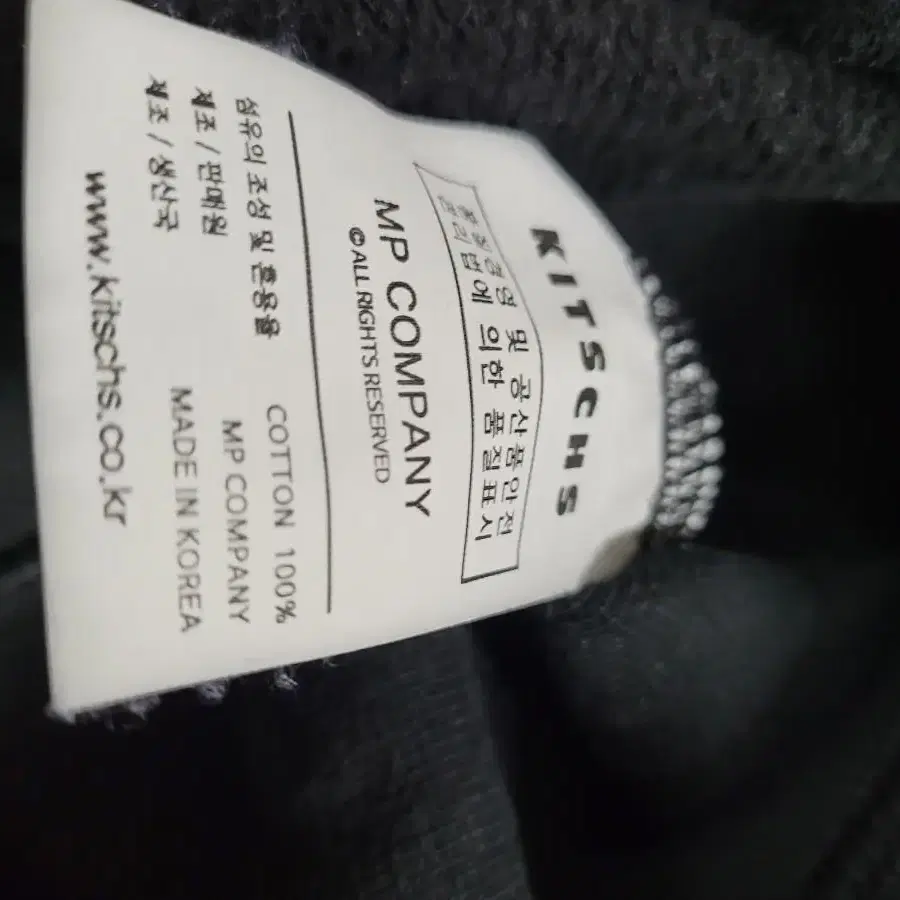 KITSCHS
품질경영 및 공산품안전
관리법에 의한 품질표시
MP COMPANY
©ALL RIGHTS RESERVED
섬유의 조성 및 혼용율 COTTON 100%
제조 / 판매원 MP COMPANY
제조 / 생산국 MADE IN KOREA
www.kitschs.co.kr